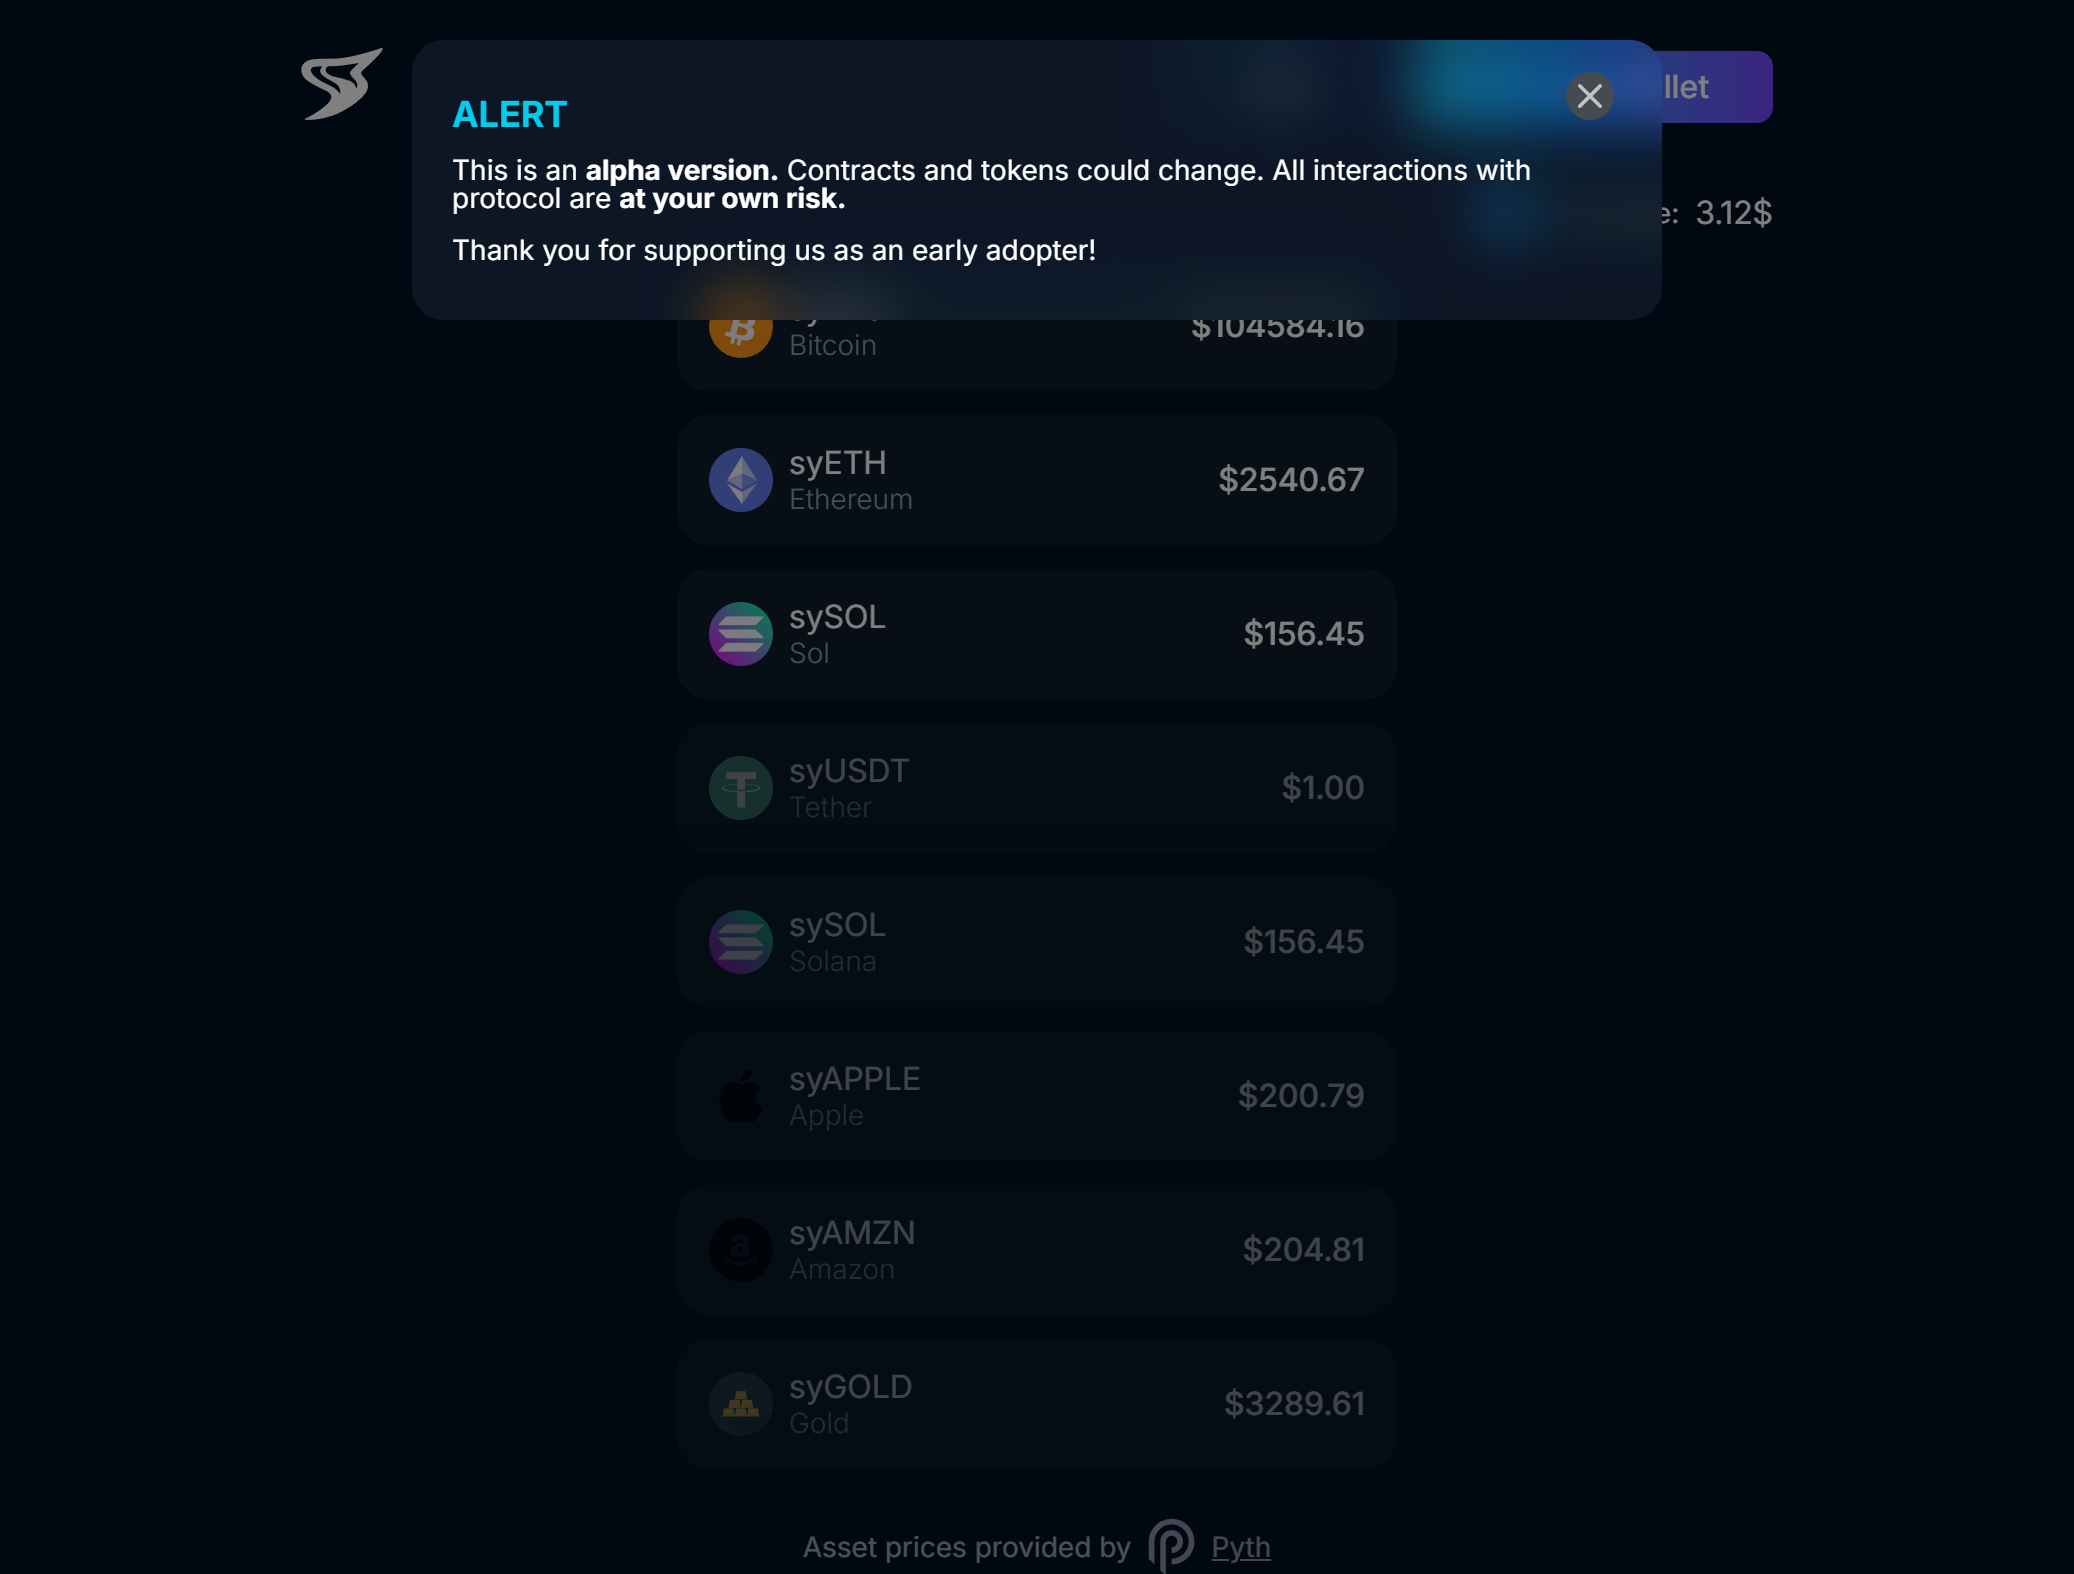 ALERT
llet
This is an alpha version. Contracts and tokens could change. All interactions with
protocol are at your own risk.
e: 3.12$
Thank you for supporting us as an early adopter!
$104584.16
Bitcoin
syETH
$2540.67
Ethereum
sySOL
$156.45
Sol
syUSDT
$1.00
Tether
sySOL
$156.45
Solana
syAPPLE
$200.79
Apple
syAMZN
$204.81
Amazon
syGOLD
$3289.61
Gold
Asset prices provided by Pyth